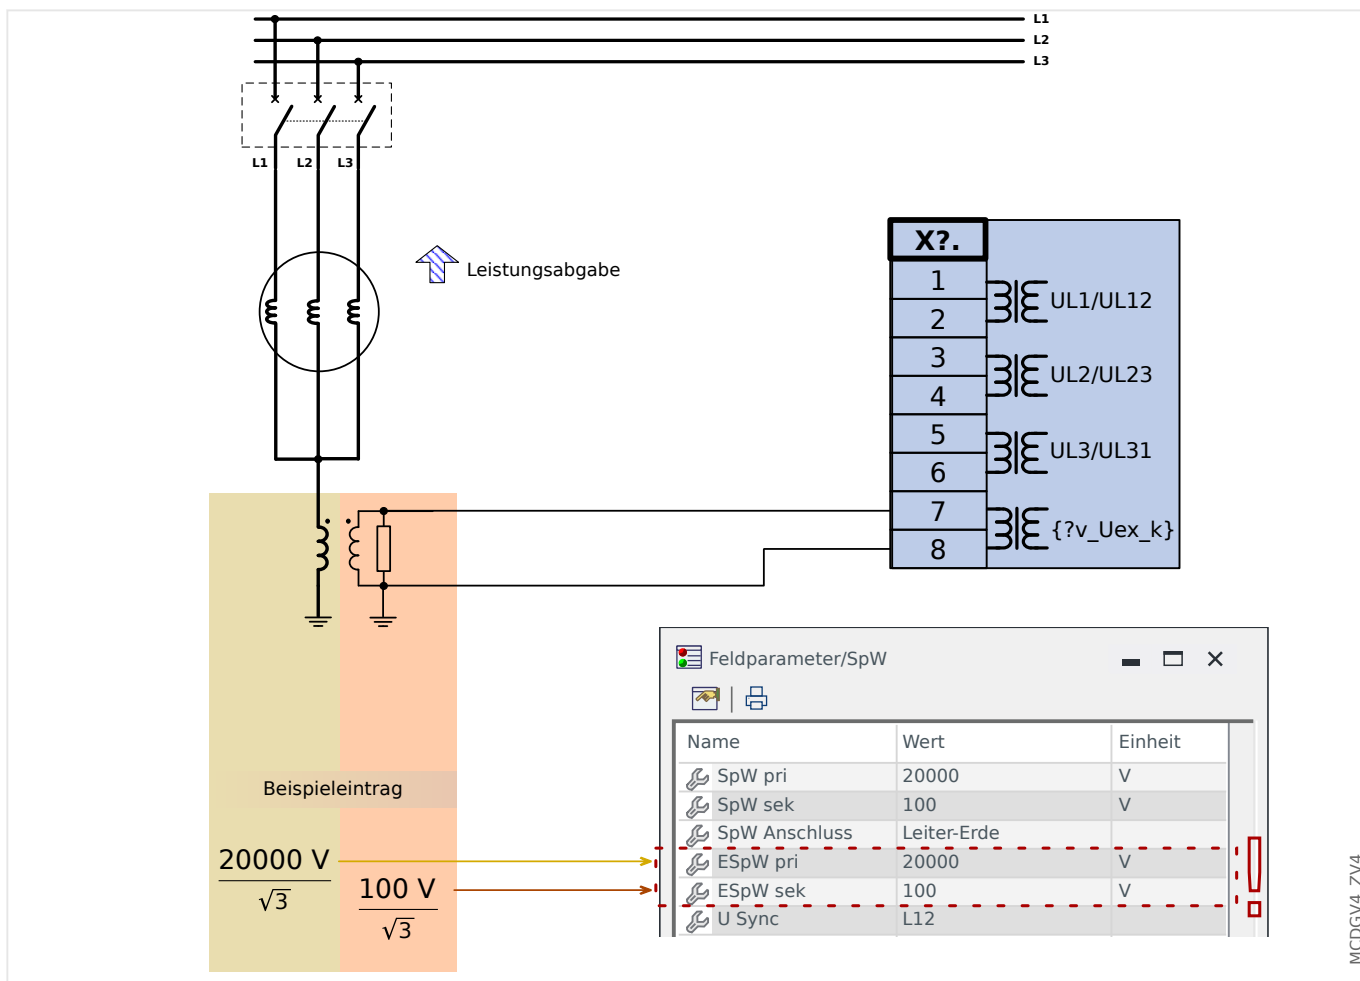 L1
L2
L3
L1 L2 L3
Leistungsabgabe
X?.
1
2
UL1/UL12
3
4
UL2/UL23
5
6
UL3/UL31
7
8
{?v_Uex_k}
Feldparameter/SpW
Name Wert Einheit
SpW pri 20000 V
SpW sek 100 V
SpW Anschluss Leiter-Erde
ESpW pri 20000 V
ESpW sek 100 V
U Sync L12
Beispieleintrag
20000 V
√3
100 V
√3
MCDGV4_ZV4